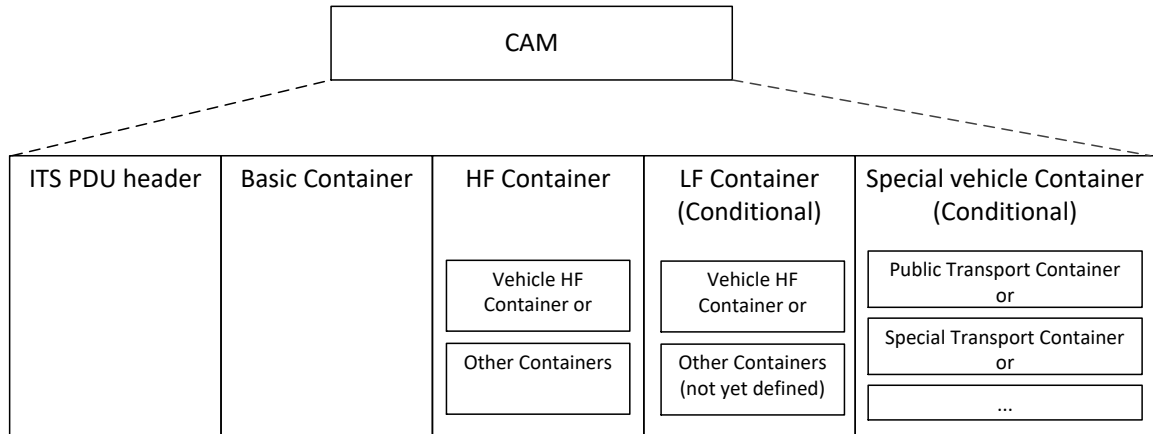 CAM
ITS PDU header
Basic Container
HF Container
Vehicle HF
Container or
Other Containers
LF Container
(Conditional)
Vehicle HF
Container or
Other Containers
(not yet defined)
Special vehicle Container
(Conditional)
Public Transport Container
or
Special Transport Container
or
...